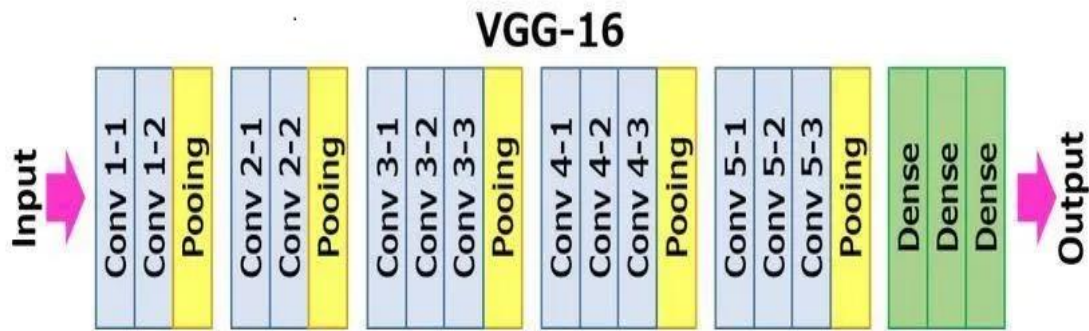 VGG-16
Input
Conv 1-1
Conv 1-2
Pooing
Conv 2-1
Conv 2-2
Pooing
Conv 3-1
Conv 3-2
Conv 3-3
Pooing
Conv 4-1
Conv 4-2
Conv 4-3
Pooing
Conv 5-1
Conv 5-2
Conv 5-3
Pooing
Dense
Dense
Dense
Output